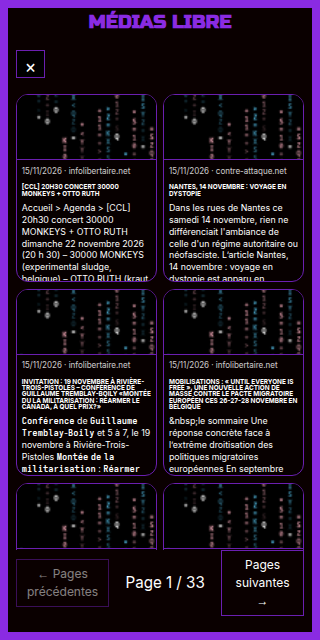 MÉDIAS LIBRE
×
15/11/2026 · infolibertaire.net
[CCL] 20H30 CONCERT 30000
MONKEYS + OTTO RUTH
Accueil > Agenda > [CCL]
20h30 concert 30000
MONKEYS + OTTO RUTH
dimanche 22 novembre 2026
(20 h 30) – 30000 MONKEYS
(experimental sludge,
belgique) – OTTO RUTH (kraut
15/11/2026 · contre-attaque.net
NANTES, 14 NOVEMBRE : VOYAGE EN
DYSTOPIE
Dans les rues de Nantes ce
samedi 14 novembre, rien ne
différenciait l'ambiance de
celle d'un régime autoritaire ou
néofasciste. L'article Nantes,
14 novembre : voyage en
dystopie est apparu en
15/11/2026 · infolibertaire.net
INVITATION : 19 NOVEMBRE À RIVIÈRE-
TROIS-PISTOLES – CONFÉRENCE DE
GUILLAUME TREMBLAY-BOILY «MONTÉE
DU LA MILITARISATION : RÉARMER LE
CANADA, À QUEL PRIX?»
Conférence de Guillaume
Tremblay-Boily et 5 à 7, le 19
novembre à Rivière-Trois-
Pistoles Montée de la
militarisation : Réarmer
15/11/2026 · infolibertaire.net
MOBILISATIONS : « UNTIL EVERYONE IS
FREE », UNE NOUVELLE ACTION DE
MASSE CONTRE LE PACTE MIGRATOIRE
EUROPÉEN CES 26-27-28 NOVEMBRE EN
BELGIQUE
&nbsp;le sommaire Une
réponse concrète face à
l'extrême droitisation des
politiques migratoires
européennes En septembre
← Pages
précédentes
Page 1 / 33
Pages
suivantes
→